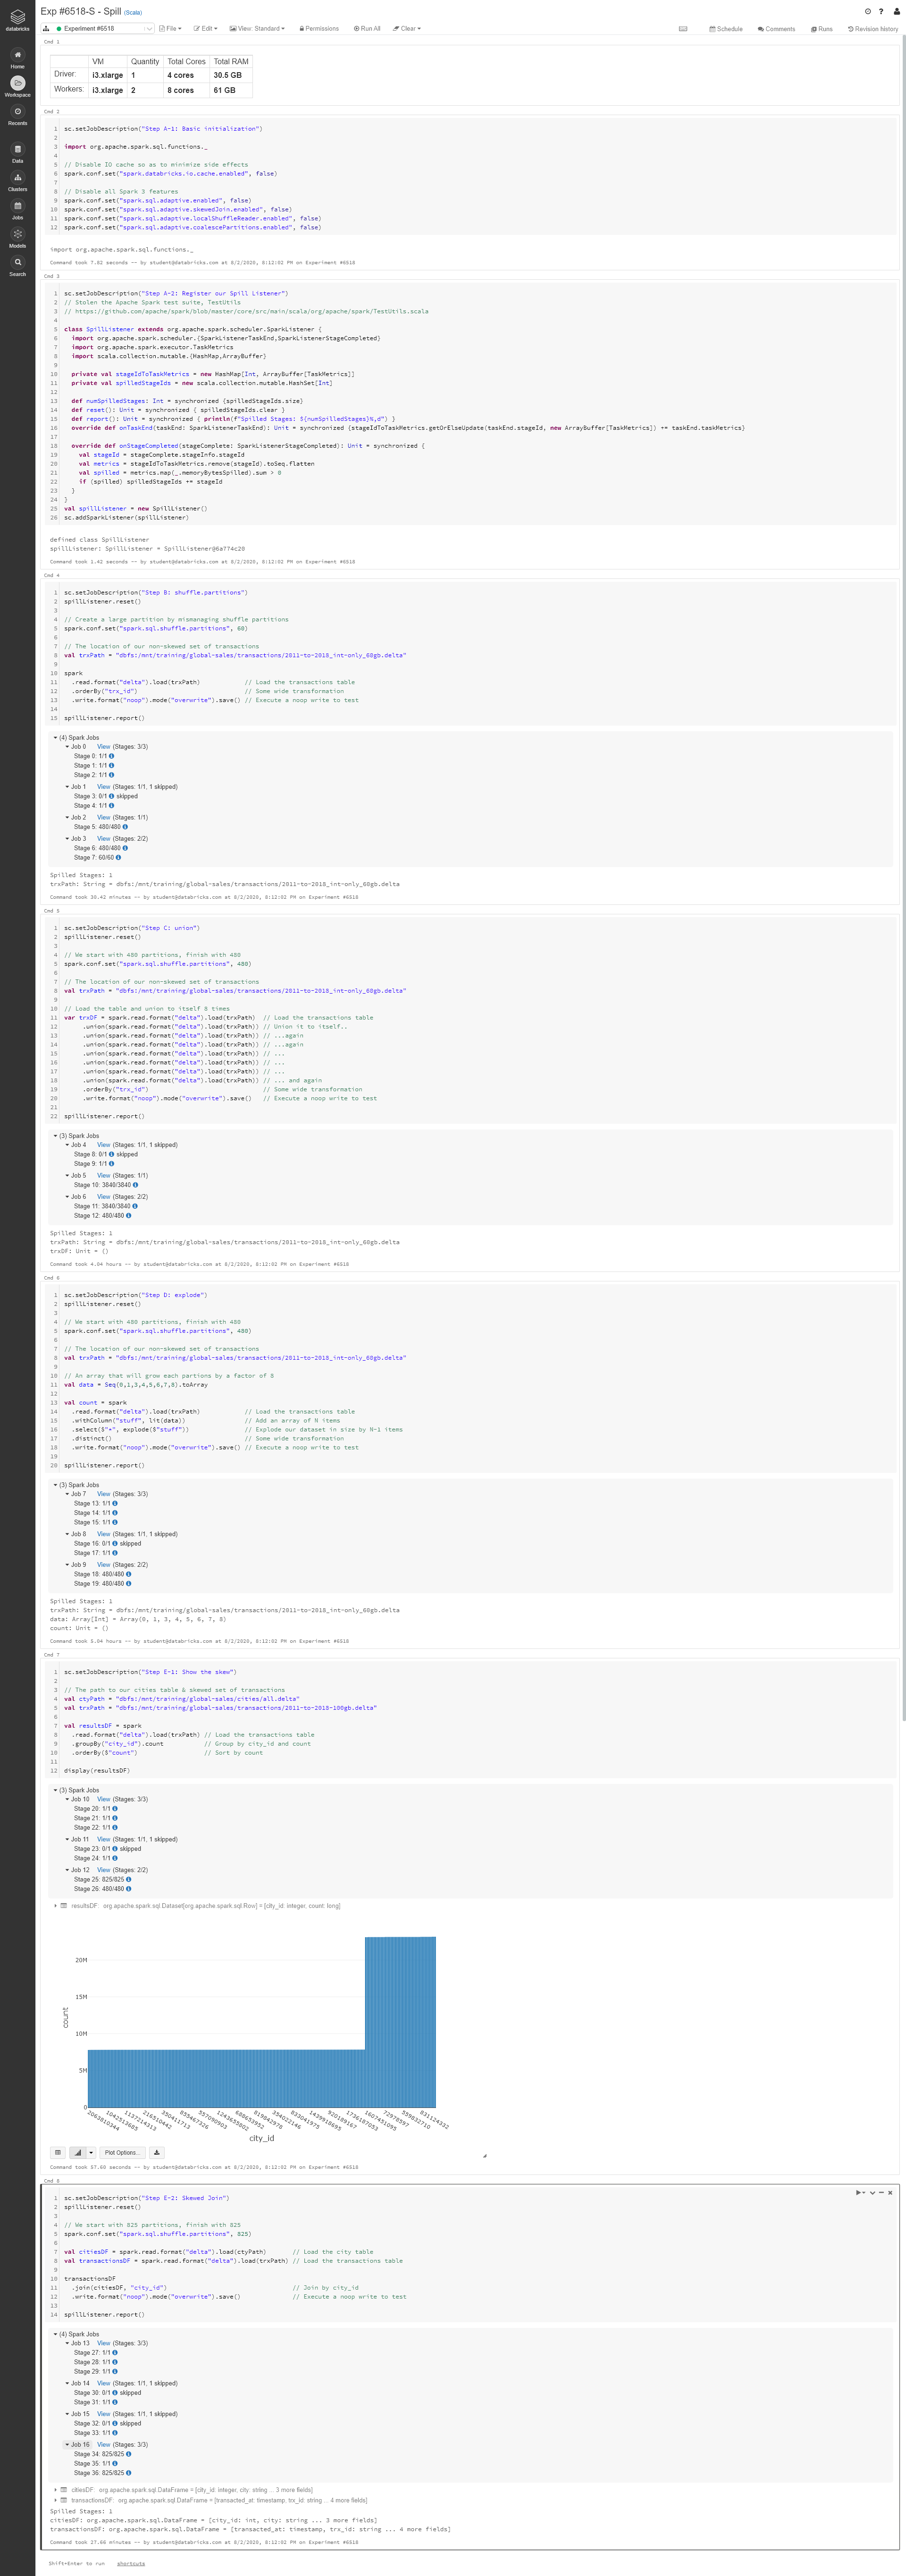 Exp #6518-S - Spill (Scala)
databricks
Home
Workspace
Recents
Data
Clusters
Jobs
Models
Search
Experiment #6518
File
Edit
View: Standard
Permissions
Run All
Clear
Schedule
Comments
Runs
Revision history
Cmd 1
VM Quantity Total Cores Total RAM
Driver: i3.xlarge 1 4 cores 30.5 GB
Workers: i3.xlarge 2 8 cores 61 GB
Cmd 2
1 sc.setJobDescription("Step A-1: Basic initialization")
2
3 import org.apache.spark.sql.functions._
4
5 // Disable IO cache so as to minimize side effects
6 spark.conf.set("spark.databricks.io.cache.enabled", false)
7
8 // Disable all Spark 3 features
9 spark.conf.set("spark.sql.adaptive.enabled", false)
10 spark.conf.set("spark.sql.adaptive.skewedJoin.enabled", false)
11 spark.conf.set("spark.sql.adaptive.localShuffleReader.enabled", false)
12 spark.conf.set("spark.sql.adaptive.coalescePartitions.enabled", false)
import org.apache.spark.sql.functions._
Command took 7.82 seconds -- by student@databricks.com at 8/2/2020, 8:12:02 PM on Experiment #6518
Cmd 3
1 sc.setJobDescription("Step A-2: Register our Spill Listener")
2 // Stolen the Apache Spark test suite, TestUtils
3 // https://github.com/apache/spark/blob/master/core/src/main/scala/org/apache/spark/TestUtils.scala
4
5 class SpillListener extends org.apache.spark.scheduler.SparkListener {
6 import org.apache.spark.scheduler.{SparkListenerTaskEnd,SparkListenerStageCompleted}
7 import org.apache.spark.executor.TaskMetrics
8 import scala.collection.mutable.{HashMap,ArrayBuffer}
9
10 private val stageIdToTaskMetrics = new HashMap[Int, ArrayBuffer[TaskMetrics]]
11 private val spilledStageIds = new scala.collection.mutable.HashSet[Int]
12
13 def numSpilledStages: Int = synchronized {spilledStageIds.size}
14 def reset(): Unit = synchronized { spilledStageIds.clear }
15 def report(): Unit = synchronized { println(f"Spilled Stages: ${numSpilledStages}%,d") }
16 override def onTaskEnd(taskEnd: SparkListenerTaskEnd): Unit = synchronized {stageIdToTaskMetrics.getOrElseUpdate(taskEnd.stageId, new ArrayBuffer[TaskMetrics]) += taskEnd.taskMetrics}
17
18 override def onStageCompleted(stageComplete: SparkListenerStageCompleted): Unit = synchronized {
19 val stageId = stageComplete.stageInfo.stageId
20 val metrics = stageIdToTaskMetrics.remove(stageId).toSeq.flatten
21 val spilled = metrics.map(_.memoryBytesSpilled).sum > 0
22 if (spilled) spilledStageIds += stageId
23 }
24 }
25 val spillListener = new SpillListener()
26 sc.addSparkListener(spillListener)
defined class SpillListener
spillListener: SpillListener = SpillListener@6a774c29
Command took 1.42 seconds -- by student@databricks.com at 8/2/2020, 8:12:02 PM on Experiment #6518
Cmd 4
1 sc.setJobDescription("Step B: shuffle.partitions")
2 spillListener.reset()
3
4 // Create a large partition by mismanaging shuffle partitions
5 spark.conf.set("spark.sql.shuffle.partitions", 60)
6
7 // The location of our non-skewed set of transactions
8 val trxPath = "dbfs:/mnt/training/global-sales/transactions/2011-to-2018_int-only_60gb.delta"
9
10 spark
11 .read.format("delta").load(trxPath) // Load the transactions table
12 .orderBy("trx_id") // Some wide transformation
13 .write.format("noop").mode("overwrite").save() // Execute a noop write to test
14
15 spillListener.report()
(4) Spark Jobs
Job 0 View (Stages: 3/3)
Stage 0: 1/1
Stage 1: 1/1
Stage 2: 1/1
Job 1 View (Stages: 1/1, 1 skipped)
Stage 3: 0/1 skipped
Stage 4: 1/1
Job 2 View (Stages: 1/1)
Stage 5: 480/480
Job 3 View (Stages: 2/2)
Stage 6: 480/480
Stage 7: 60/60
Spilled Stages: 1
trxPath: String = dbfs:/mnt/training/global-sales/transactions/2011-to-2018_int-only_60gb.delta
Command took 30.42 minutes -- by student@databricks.com at 8/2/2020, 8:12:02 PM on Experiment #6518
Cmd 5
1 sc.setJobDescription("Step C: union")
2 spillListener.reset()
3
4 // We start with 480 partitions, finish with 480
5 spark.conf.set("spark.sql.shuffle.partitions", 480)
6
7 // The location of our non-skewed set of transactions
8 val trxPath = "dbfs:/mnt/training/global-sales/transactions/2011-to-2018_int-only_60gb.delta"
9
10 // Load the table and union to itself 8 times
11 var trxDF = spark.read.format("delta").load(trxPath) // Load the transactions table
12 .union(spark.read.format("delta").load(trxPath)) // Union it to itself..
13 .union(spark.read.format("delta").load(trxPath)) // ...again
14 .union(spark.read.format("delta").load(trxPath)) // ...again
15 .union(spark.read.format("delta").load(trxPath)) // ...
16 .union(spark.read.format("delta").load(trxPath)) // ...
17 .union(spark.read.format("delta").load(trxPath)) // ...
18 .union(spark.read.format("delta").load(trxPath)) // ... and again
19 .orderBy("trx_id") // Some wide transformation
20 .write.format("noop").mode("overwrite").save() // Execute a noop write to test
21
22 spillListener.report()
(3) Spark Jobs
Job 4 View (Stages: 1/1, 1 skipped)
Stage 8: 0/1 skipped
Stage 9: 1/1
Job 5 View (Stages: 1/1)
Stage 10: 3840/3840
Job 6 View (Stages: 2/2)
Stage 11: 3840/3840
Stage 12: 480/480
Spilled Stages: 1
trxPath: String = dbfs:/mnt/training/global-sales/transactions/2011-to-2018_int-only_60gb.delta
trxDF: Unit = ()
Command took 4.04 hours -- by student@databricks.com at 8/2/2020, 8:12:02 PM on Experiment #6518
Cmd 6
1 sc.setJobDescription("Step D: explode")
2 spillListener.reset()
3
4 // We start with 480 partitions, finish with 480
5 spark.conf.set("spark.sql.shuffle.partitions", 480)
6
7 // The location of our non-skewed set of transactions
8 val trxPath = "dbfs:/mnt/training/global-sales/transactions/2011-to-2018_int-only_60gb.delta"
9
10 // An array that will grow each partions by a factor of 8
11 val data = Seq(0,1,3,4,5,6,7,8).toArray
12
13 val count = spark
14 .read.format("delta").load(trxPath) // Load the transactions table
15 .withColumn("stuff", lit(data)) // Add an array of N items
16 .select($"*", explode($"stuff")) // Explode our dataset in size by N-1 items
17 .distinct() // Some wide transformation
18 .write.format("noop").mode("overwrite").save() // Execute a noop write to test
19
20 spillListener.report()
(3) Spark Jobs
Job 7 View (Stages: 3/3)
Stage 13: 1/1
Stage 14: 1/1
Stage 15: 1/1
Job 8 View (Stages: 1/1, 1 skipped)
Stage 16: 0/1 skipped
Stage 17: 1/1
Job 9 View (Stages: 2/2)
Stage 18: 480/480
Stage 19: 480/480
Spilled Stages: 1
trxPath: String = dbfs:/mnt/training/global-sales/transactions/2011-to-2018_int-only_60gb.delta
data: Array[Int] = Array(0, 1, 3, 4, 5, 6, 7, 8)
count: Unit = ()
Command took 5.04 hours -- by student@databricks.com at 8/2/2020, 8:12:02 PM on Experiment #6518
Cmd 7
1 sc.setJobDescription("Step E-1: Show the skew")
2
3 // The path to our cities table & skewed set of transactions
4 val ctyPath = "dbfs:/mnt/training/global-sales/cities/all.delta"
5 val trxPath = "dbfs:/mnt/training/global-sales/transactions/2011-to-2018-100gb.delta"
6
7 val resultsDF = spark
8 .read.format("delta").load(trxPath) // Load the transactions table
9 .groupBy("city_id").count // Group by city_id and count
10 .orderBy($"count") // Sort by count
11
12 display(resultsDF)
(3) Spark Jobs
Job 10 View (Stages: 3/3)
Stage 20: 1/1
Stage 21: 1/1
Stage 22: 1/1
Job 11 View (Stages: 1/1, 1 skipped)
Stage 23: 0/1 skipped
Stage 24: 1/1
Job 12 View (Stages: 2/2)
Stage 25: 825/825
Stage 26: 480/480
resultsDF: org.apache.spark.sql.Dataset[org.apache.spark.sql.Row] = [city_id: integer, count: long]
20M
15M
10M
5M
0
count
2063810344
1042513685
1137214313
216510442
350411713
855467326
557090903
1243655802
686653952
819842978
354022146
833041975
1439918695
920189167
1736187053
1607451095
72978597
559832710
831124332
city_id
Plot Options...
Command took 57.60 seconds -- by student@databricks.com at 8/2/2020, 8:12:02 PM on Experiment #6518
Cmd 8
1 sc.setJobDescription("Step E-2: Skewed Join")
2 spillListener.reset()
3
4 // We start with 825 partitions, finish with 825
5 spark.conf.set("spark.sql.shuffle.partitions", 825)
6
7 val citiesDF = spark.read.format("delta").load(ctyPath) // Load the city table
8 val transactionsDF = spark.read.format("delta").load(trxPath) // Load the transactions table
9
10 transactionsDF
11 .join(citiesDF, "city_id") // Join by city_id
12 .write.format("noop").mode("overwrite").save() // Execute a noop write to test
13
14 spillListener.report()
(4) Spark Jobs
Job 13 View (Stages: 3/3)
Stage 27: 1/1
Stage 28: 1/1
Stage 29: 1/1
Job 14 View (Stages: 1/1, 1 skipped)
Stage 30: 0/1 skipped
Stage 31: 1/1
Job 15 View (Stages: 1/1, 1 skipped)
Stage 32: 0/1 skipped
Stage 33: 1/1
Job 16 View (Stages: 3/3)
Stage 34: 825/825
Stage 35: 1/1
Stage 36: 825/825
citiesDF: org.apache.spark.sql.DataFrame = [city_id: integer, city: string ... 3 more fields]
transactionsDF: org.apache.spark.sql.DataFrame = [transacted_at: timestamp, trx_id: string ... 4 more fields]
Spilled Stages: 1
citiesDF: org.apache.spark.sql.DataFrame = [city_id: int, city: string ... 3 more fields]
transactionsDF: org.apache.spark.sql.DataFrame = [transacted_at: timestamp, trx_id: string ... 4 more fields]
Command took 27.66 minutes -- by student@databricks.com at 8/2/2020, 8:12:02 PM on Experiment #6518
Shift+Enter to run shortcuts